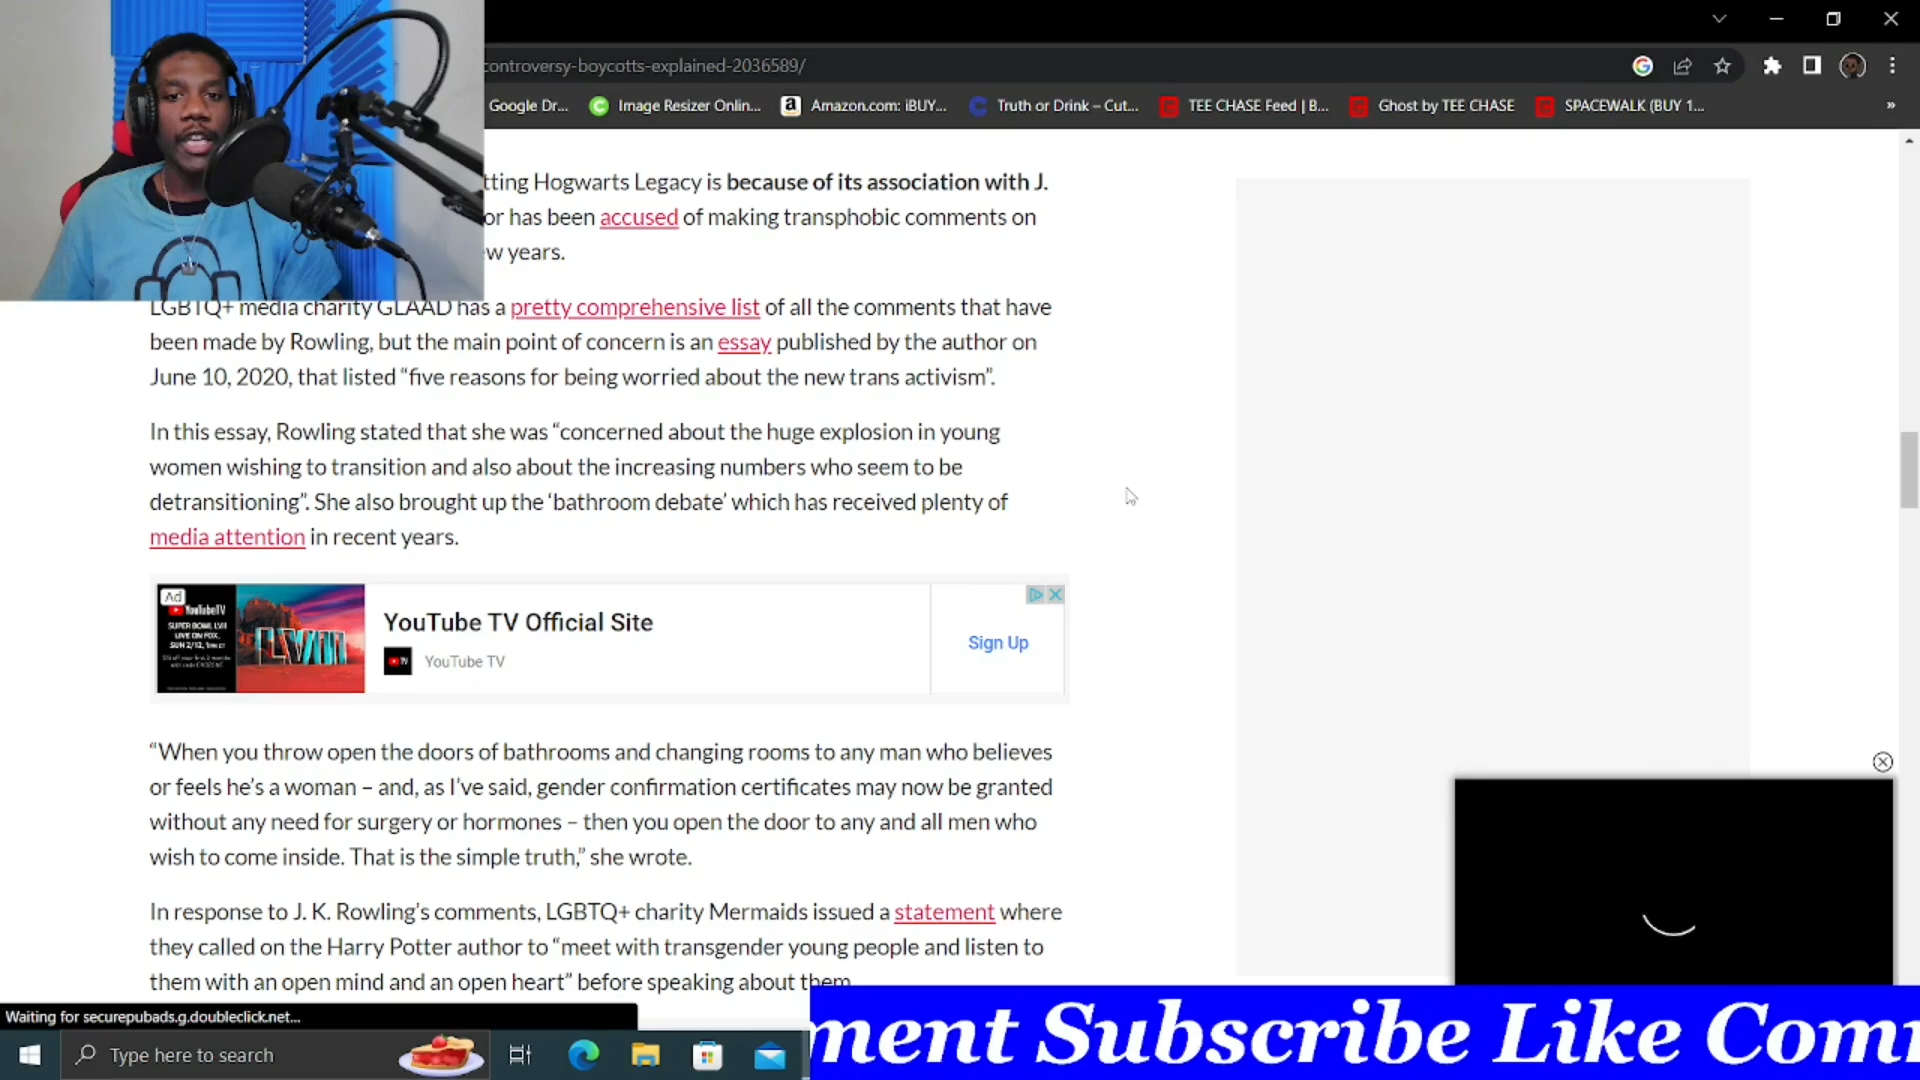 controversy-boycotts-explained-2036589/
Google Dr... Image Resizer Onlin... Amazon.com: iBUY... Truth or Drink – Cut... TEE CHASE Feed | B... Ghost by TEE CHASE SPACEWALK (BUY 1... »
tting Hogwarts Legacy is because of its association with J.
or has been accused of making transphobic comments on
w years.
LGBTQ+ media charity GLAAD has a pretty comprehensive list of all the comments that have
been made by Rowling, but the main point of concern is an essay published by the author on
June 10, 2020, that listed “five reasons for being worried about the new trans activism”.
In this essay, Rowling stated that she was “concerned about the huge explosion in young
women wishing to transition and also about the increasing numbers who seem to be
detransitioning”. She also brought up the ‘bathroom debate’ which has received plenty of
media attention in recent years.
Ad
YouTubeTV
SUPER BOWL LVII
LIVE ON FOX,
SUN 2/12,
LVII
YouTube TV Official Site
YouTube TV
Sign Up
“When you throw open the doors of bathrooms and changing rooms to any man who believes
or feels he’s a woman – and, as I’ve said, gender confirmation certificates may now be granted
without any need for surgery or hormones – then you open the door to any and all men who
wish to come inside. That is the simple truth,” she wrote.
In response to J. K. Rowling’s comments, LGBTQ+ charity Mermaids issued a statement where
they called on the Harry Potter author to “meet with transgender young people and listen to
them with an open mind and an open heart” before speaking about them
Waiting for securepubads.g.doubleclick.net...
Type here to search
ment Subscribe Like Com